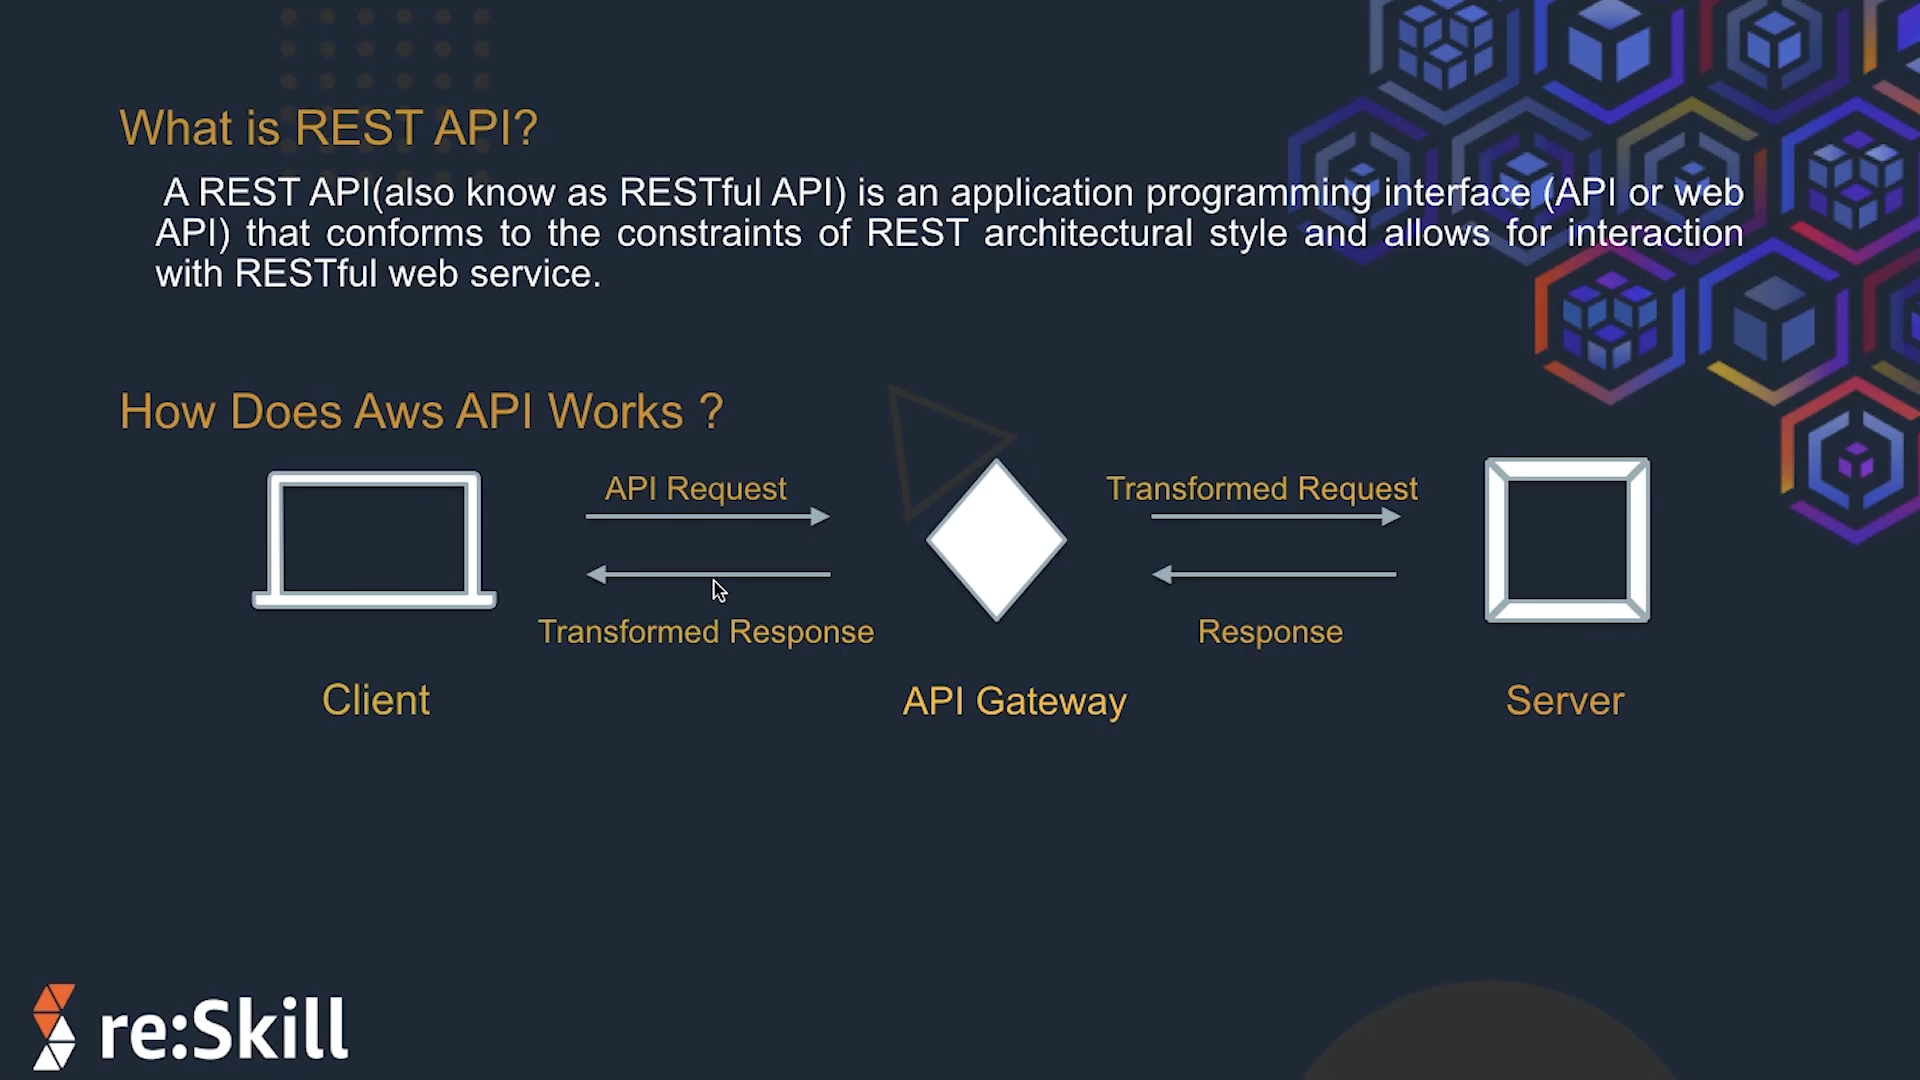 What is REST API?
A REST API(also know as RESTful API) is an application programming interface (API or web
API) that conforms to the constraints of REST architectural style and allows for interaction
with RESTful web service.
How Does Aws API Works ?
API Request
Transformed Request
Transformed Response
Response
Client
API Gateway
Server
re:Skill